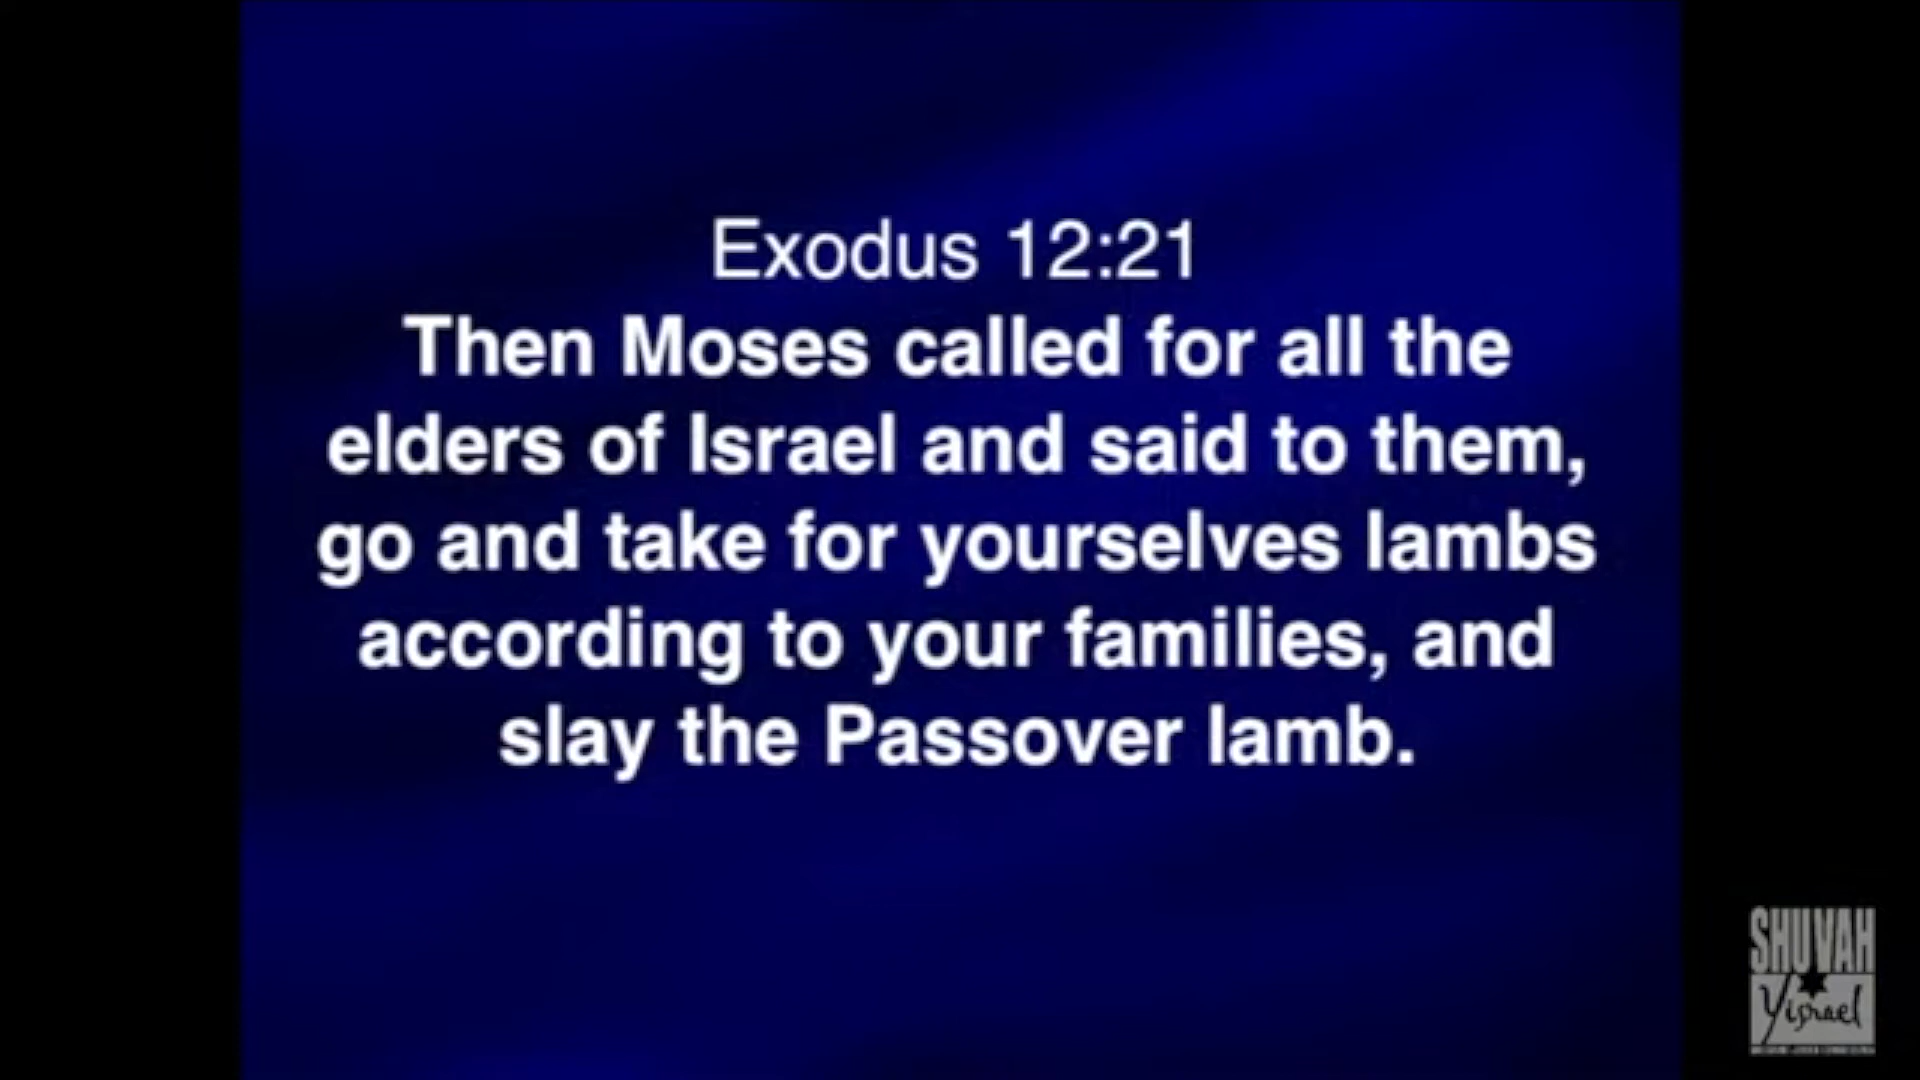 Exodus 12:21
Then Moses called for all the
elders of Israel and said to them,
go and take for yourselves lambs
according to your families, and
slay the Passover lamb.
SHUVAH
Yisrael